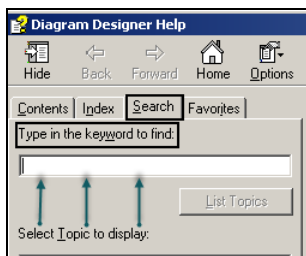 Diagram Designer Help
Hide Back Forward Home Options
Contents Index Search Favorites
Type in the keyword to find:
List Topics
Select Topic to display: